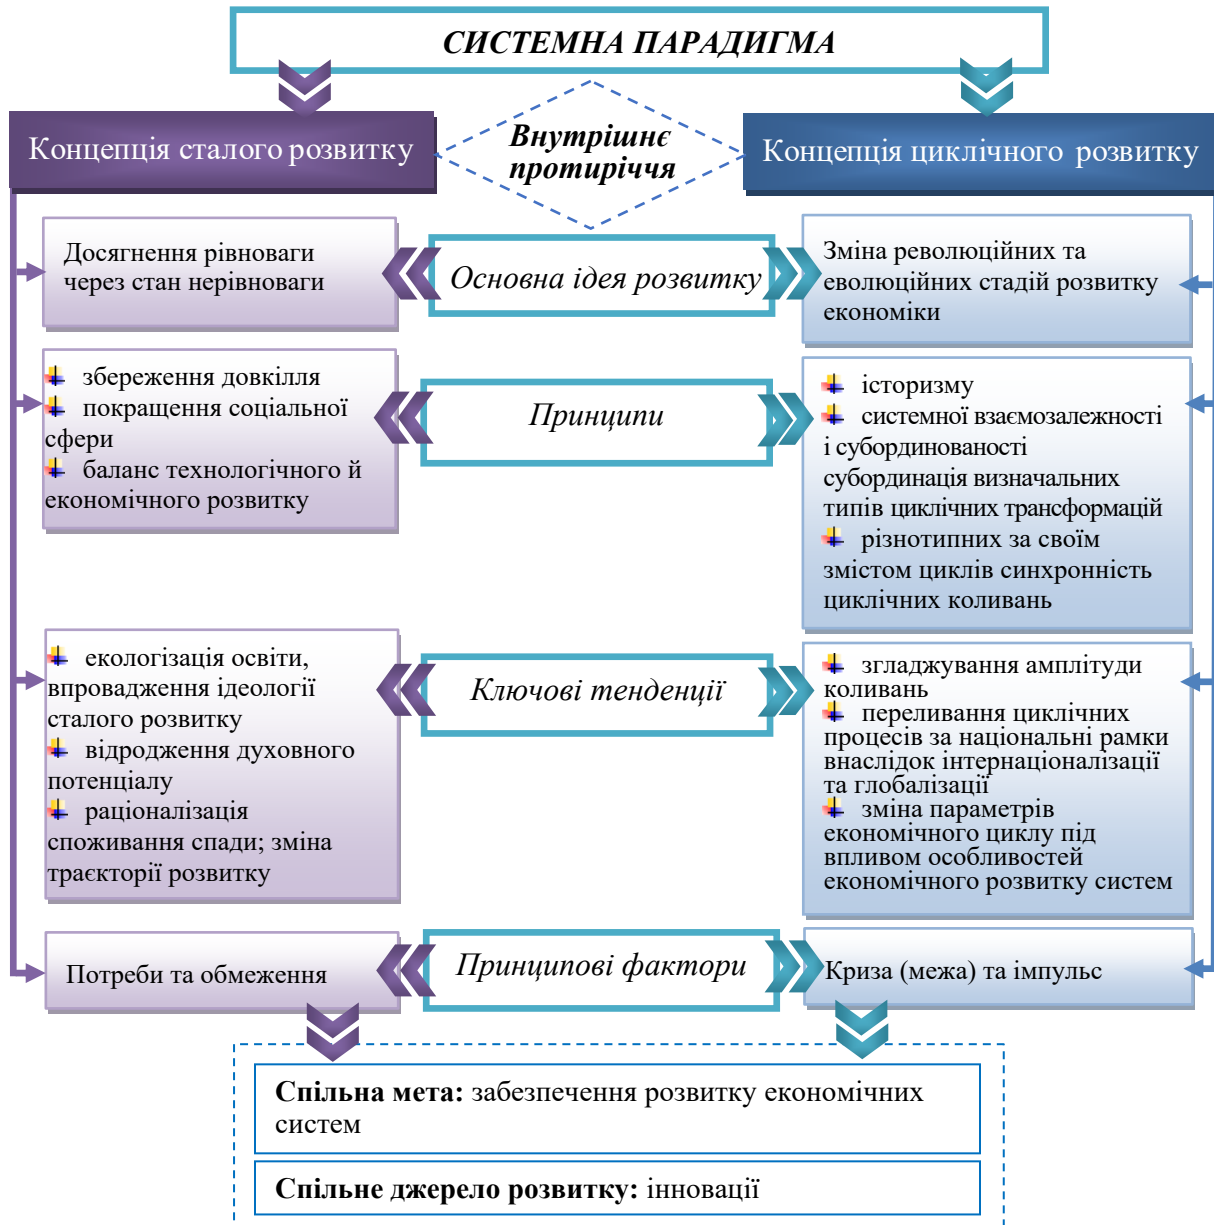 СИСТЕМНА ПАРАДИГМА
Концепція сталого розвитку
Внутрішнє
протиріччя
Концепція циклічного розвитку
Досягнення рівноваги
через стан нерівноваги
Основна ідея розвитку
Зміна революційних та
еволюційних стадій розвитку
економіки
збереження довкілля
покращення соціальної
сфери
баланс технологічного й
економічного розвитку
Принципи
історизму
системної взаємозалежності
і субординованості
субординація визначальних
типів циклічних трансформацій
різнотипних за своїм
змістом циклів синхронність
циклічних коливань
екологізація освіти,
впровадження ідеології
сталого розвитку
відродження духовного
потенціалу
раціоналізація
споживання спади; зміна
траєкторії розвитку
Ключові тенденції
згладжування амплітуди
коливань
переливання циклічних
процесів за національні рамки
внаслідок інтернаціоналізації
та глобалізації
зміна параметрів
економічного циклу під
впливом особливостей
економічного розвитку систем
Потреби та обмеження
Принципові фактори
Криза (межа) та імпульс
Спільна мета: забезпечення розвитку економічних
систем
Спільне джерело розвитку: інновації